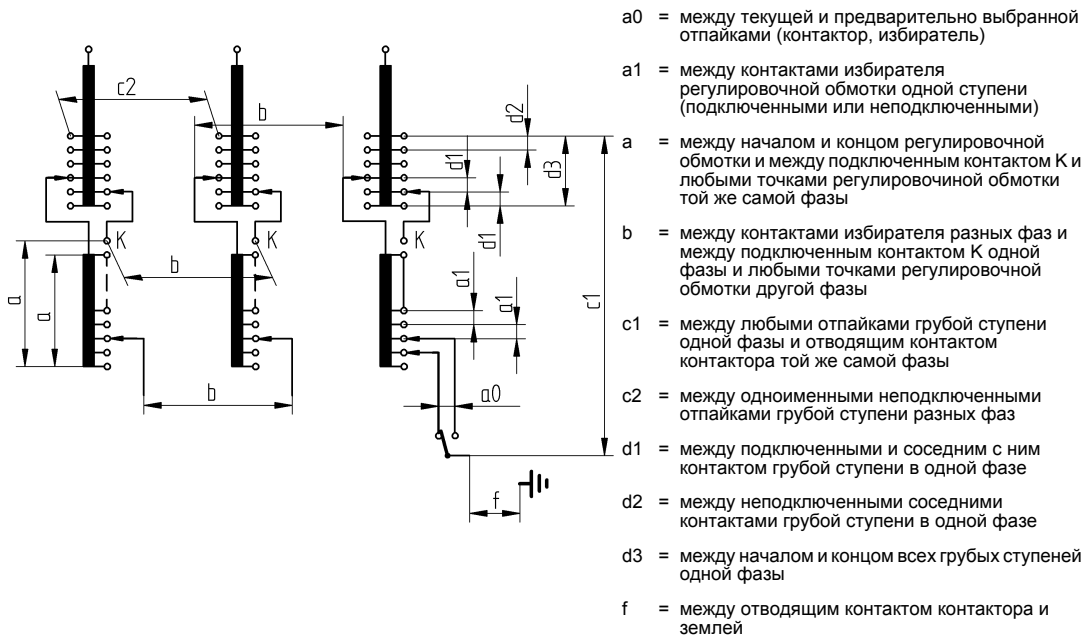 c2
b
d2
d1
d3
d1
K
K
K
b
a
a
a1
a1
c1
b
a0
f
a0 = между текущей и предварительно выбранной
отпайками (контактор, избиратель)
a1 = между контактами избирателя
регулировочной обмотки одной ступени
(подключенными или неподключенными)
a = между началом и концом регулировочной
обмотки и между подключенным контактом K и
любыми точками регулировочиной обмотки
той же самой фазы
b = между контактами избирателя разных фаз и
между подключенным контактом K одной
фазы и любыми точками регулировочной
обмотки другой фазы
c1 = между любыми отпайками грубой ступени
одной фазы и отводящим контактом
контактора той же самой фазы
c2 = между одноименными неподключенными
отпайками грубой ступени разных фаз
d1 = между подключенными и соседним с ним
контактом грубой ступени в одной фазе
d2 = между неподключенными соседними
контактами грубой ступени в одной фазе
d3 = между началом и концом всех грубых ступеней
одной фазы
f = между отводящим контактом контактора и
землей